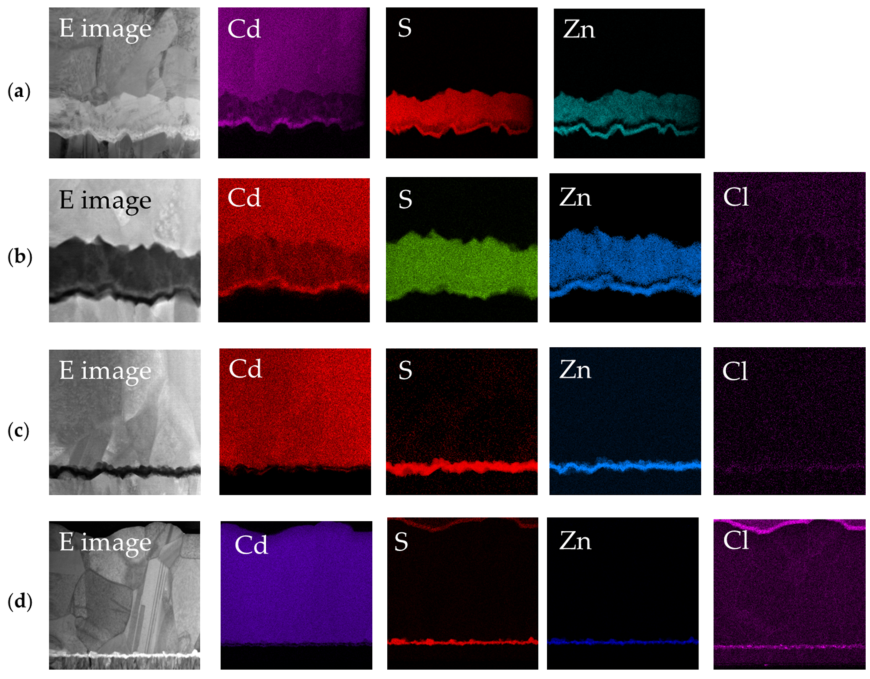 E image Cd S Zn
(a)
E image Cd S Zn Cl
(b)
E image Cd S Zn Cl
(c)
E image Cd S Zn Cl
(d)